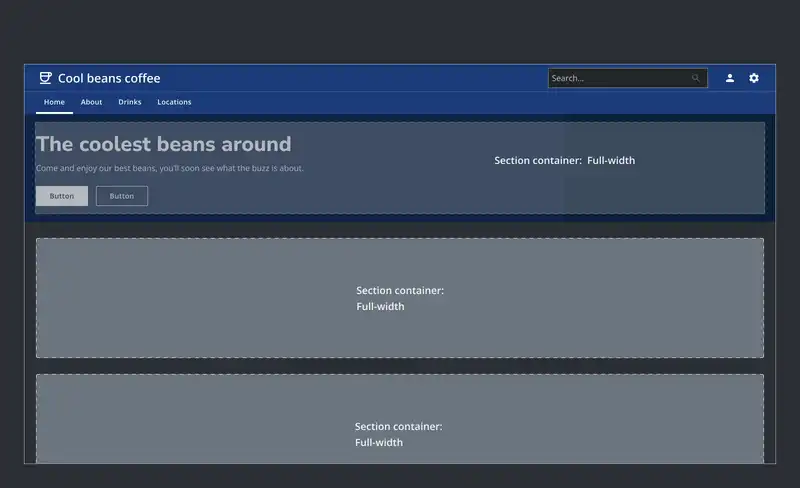 Cool beans coffee
Search...
Home About Drinks Locations
The coolest beans around
Come and enjoy our best beans, you'll soon see what the buzz is about.
Section container: Full-width
Button Button
Section container:
Full-width
Section container:
Full-width